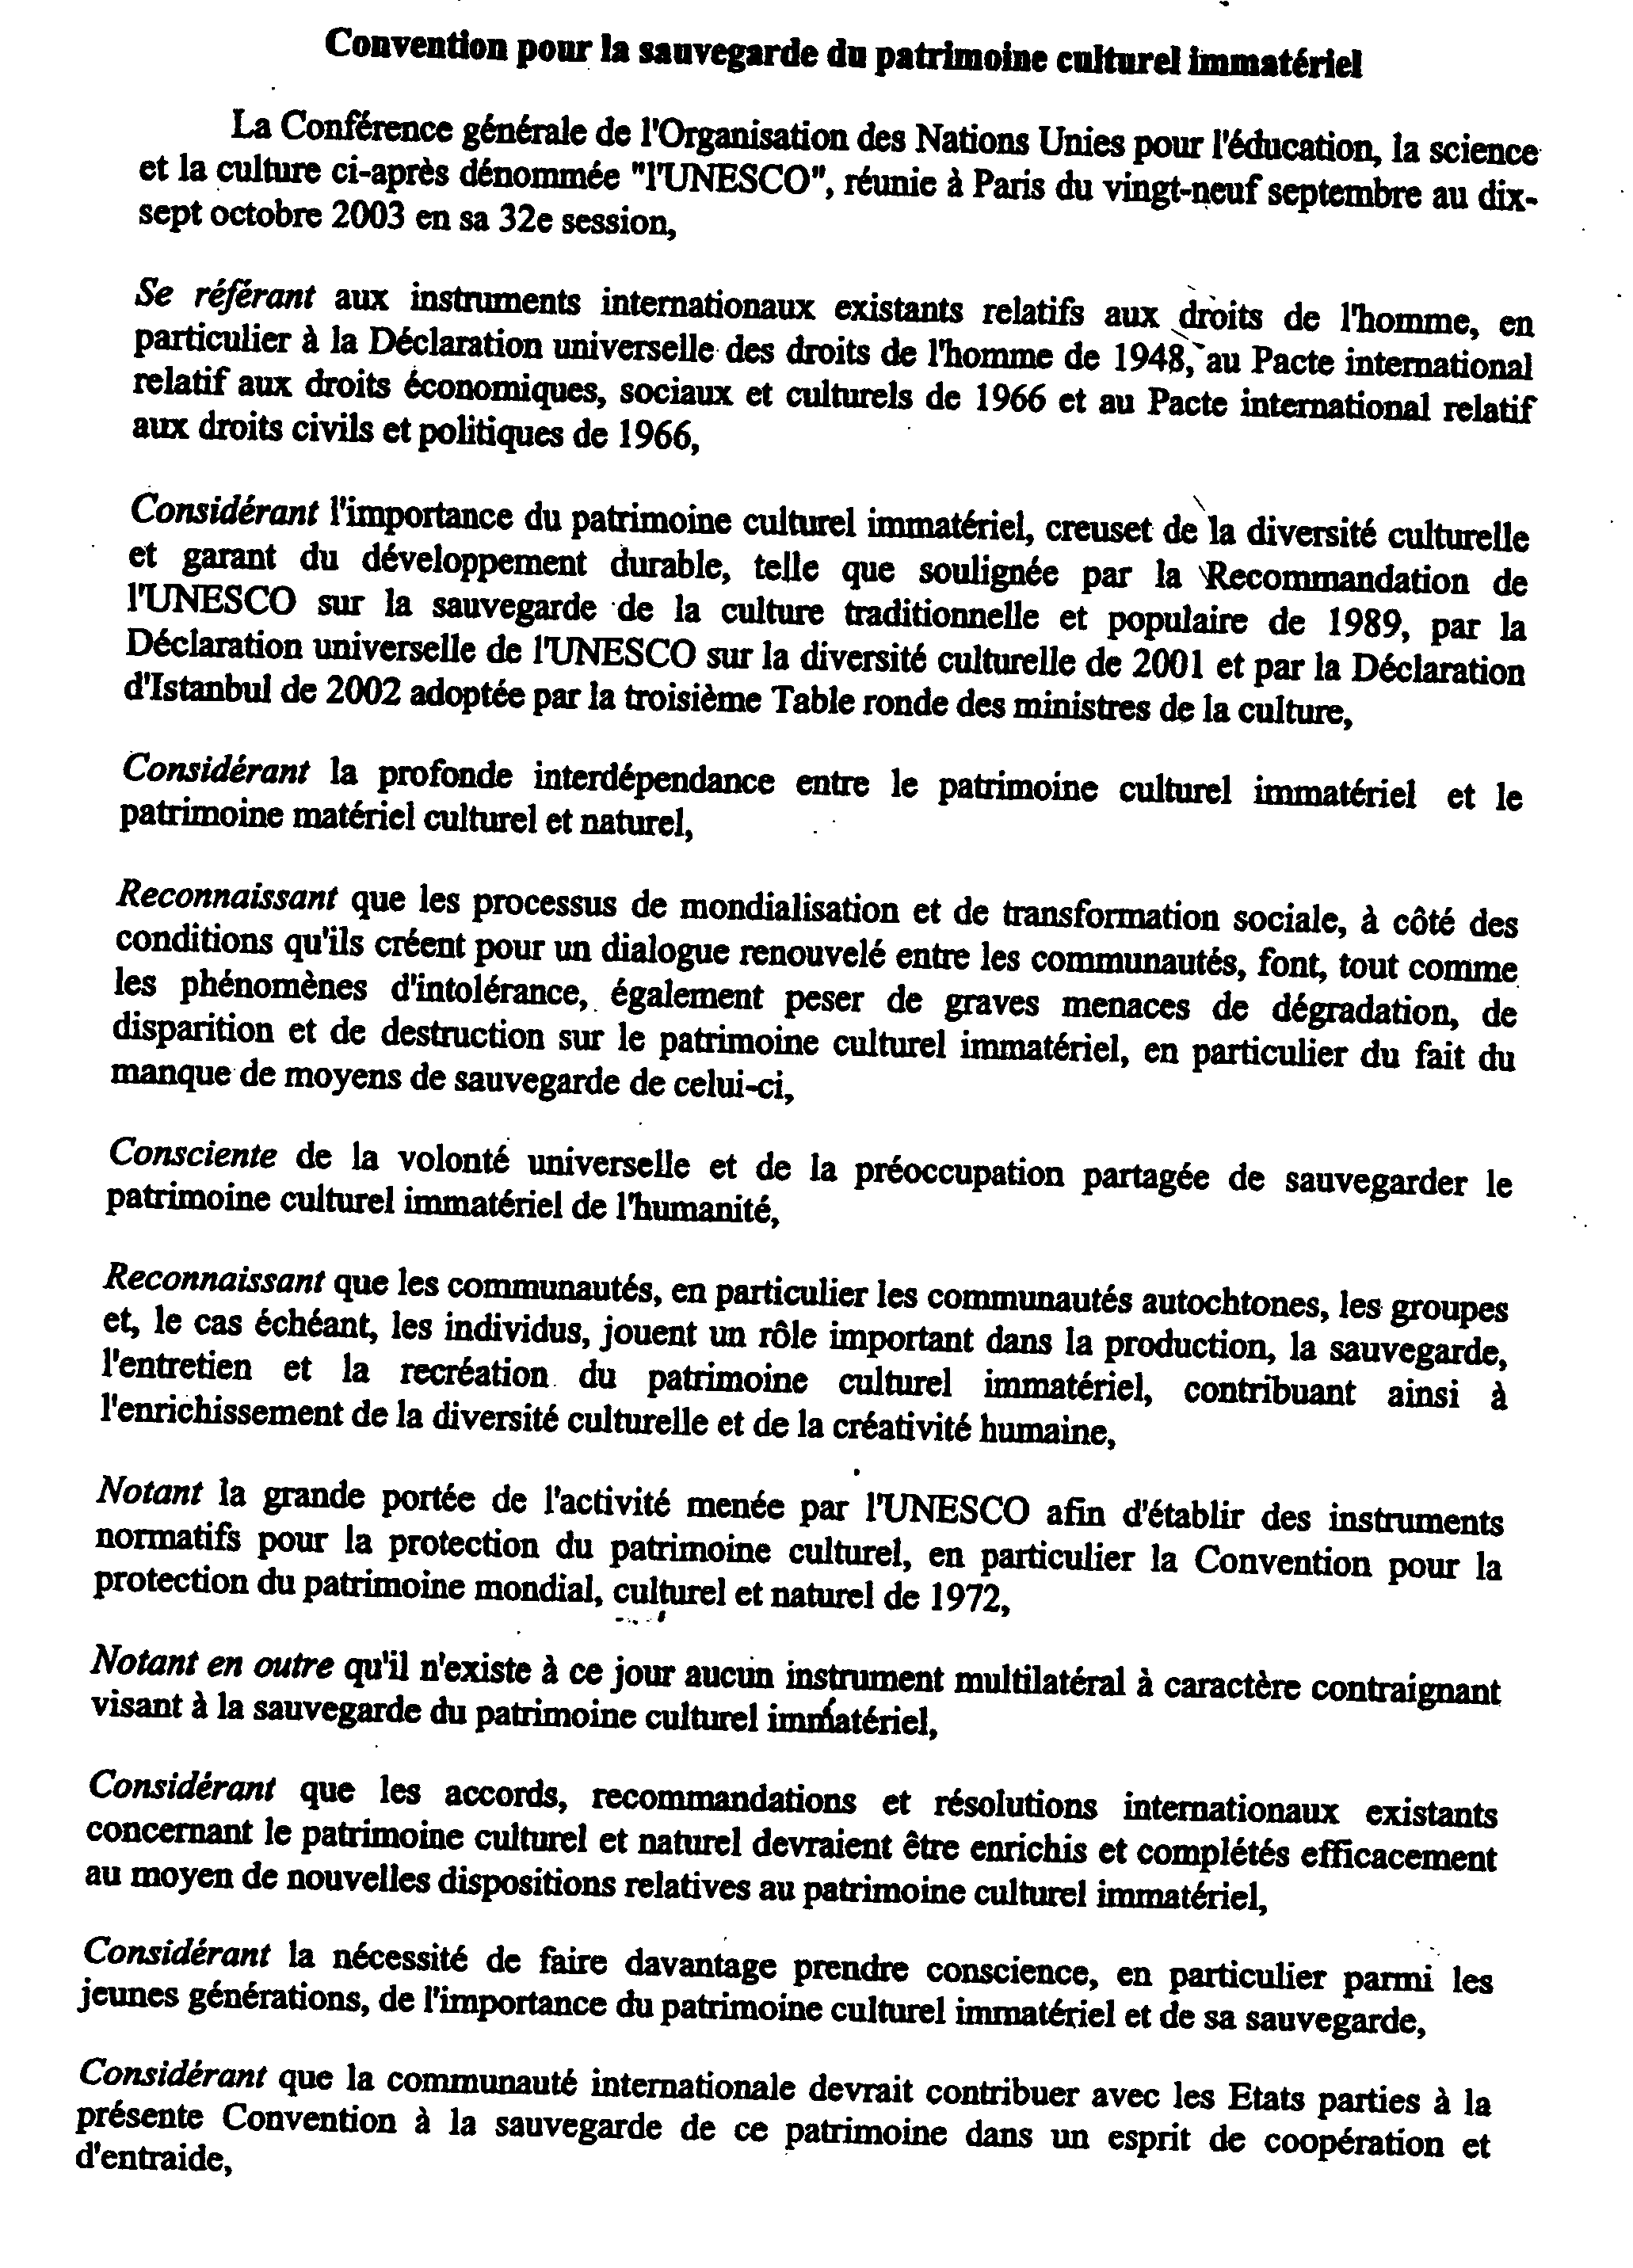 Convention pour la sauvegarde du patrimoine culturel immatériel
La Conférence générale de l'Organisation des Nations Unies pour l'éducation, la science
et la culture ci-après dénommée "l'UNESCO", réunie à Paris du vingt-neuf septembre au dix-
sept octobre 2003 en sa 32e session,
Se référant aux instruments internationaux existants relatifs aux droits de l'homme, en
particulier à la Déclaration universelle des droits de l'homme de 1948, au Pacte international
relatif aux droits économiques, sociaux et culturels de 1966 et au Pacte international relatif
aux droits civils et politiques de 1966,
Considérant l'importance du patrimoine culturel immatériel, creuset de la diversité culturelle
et garant du développement durable, telle que soulignée par la Recommandation de
l'UNESCO sur la sauvegarde de la culture traditionnelle et populaire de 1989, par la
Déclaration universelle de l'UNESCO sur la diversité culturelle de 2001 et par la Déclaration
d'Istanbul de 2002 adoptée par la troisième Table ronde des ministres de la culture,
Considérant la profonde interdépendance entre le patrimoine culturel immatériel et le
patrimoine matériel culturel et naturel,
Reconnaissant que les processus de mondialisation et de transformation sociale, à côté des
conditions qu'ils créent pour un dialogue renouvelé entre les communautés, font, tout comme
les phénomènes d'intolérance, également peser de graves menaces de dégradation, de
disparition et de destruction sur le patrimoine culturel immatériel, en particulier du fait du
manque de moyens de sauvegarde de celui-ci,
Consciente de la volonté universelle et de la préoccupation partagée de sauvegarder le
patrimoine culturel immatériel de l'humanité,
Reconnaissant que les communautés, en particulier les communautés autochtones, les groupes
et, le cas échéant, les individus, jouent un rôle important dans la production, la sauvegarde,
l'entretien et la recréation du patrimoine culturel immatériel, contribuant ainsi à
l'enrichissement de la diversité culturelle et de la créativité humaine,
Notant la grande portée de l'activité menée par l'UNESCO afin d'établir des instruments
normatifs pour la protection du patrimoine culturel, en particulier la Convention pour la
protection du patrimoine mondial, culturel et naturel de 1972,
Notant en outre qu'il n'existe à ce jour aucun instrument multilatéral à caractère contraignant
visant à la sauvegarde du patrimoine culturel immatériel,
Considérant que les accords, recommandations et résolutions internationaux existants
concernant le patrimoine culturel et naturel devraient être enrichis et complétés efficacement
au moyen de nouvelles dispositions relatives au patrimoine culturel immatériel,
Considérant la nécessité de faire davantage prendre conscience, en particulier parmi les
jeunes générations, de l'importance du patrimoine culturel immatériel et de sa sauvegarde,
Considérant que la communauté internationale devrait contribuer avec les Etats parties à la
présente Convention à la sauvegarde de ce patrimoine dans un esprit de coopération et
d'entraide,